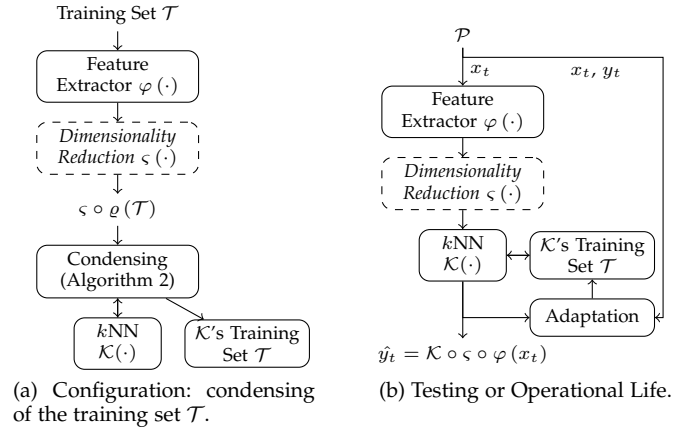 Training Set 𝒯
Feature
Extractor φ (·)
Dimensionality
Reduction ς (·)
ς ∘ ϱ (𝒯)
Condensing
(Algorithm 2)
kNN
𝒦(·)
𝒦's Training
Set 𝒯
(a) Configuration: condensing
of the training set 𝒯.
𝒫
x_t
x_t, y_t
Feature
Extractor φ (·)
Dimensionality
Reduction ς (·)
kNN
𝒦(·)
𝒦's Training
Set 𝒯
Adaptation
ŷ_t = 𝒦 ∘ ς ∘ φ (x_t)
(b) Testing or Operational Life.